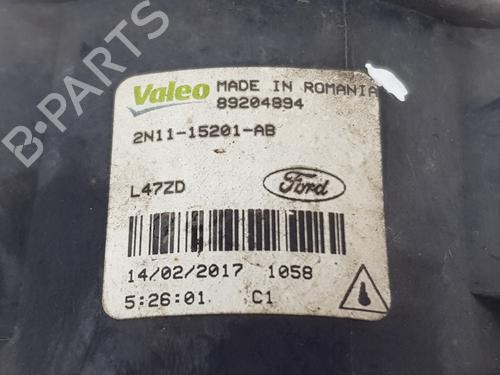 Valeo MADE IN ROMANIA
89204894
2N11-15201-AB
L47ZD Ford
14/02/2017 1058
5:26:01 C1
B-PARTS